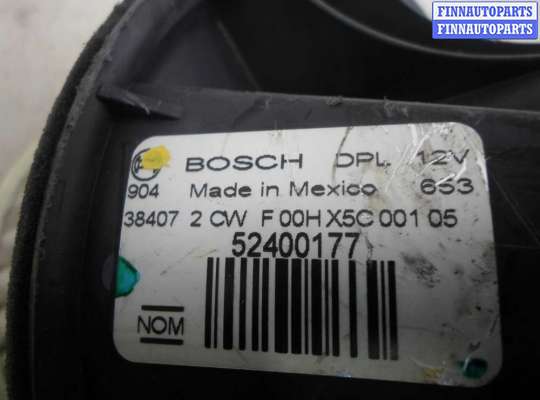 FINNAUTOPARTS
FINNAUTOPARTS
BOSCH DPL 12V
904 Made in Mexico 653
38407 2 CW F 00H X5C 001 05
52400177
NOM